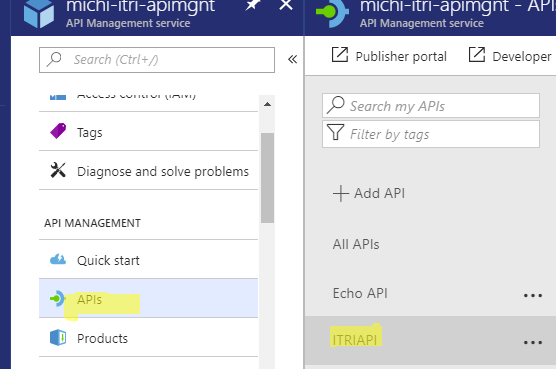 michi-itri-apimgnt
API Management service
Search (Ctrl+/)
Access control (IAM)
Tags
Diagnose and solve problems
API MANAGEMENT
Quick start
APIs
Products
michi-itri-apimgnt - APIs
API Management service
Publisher portal
Developer
Search my APIs
Filter by tags
Add API
All APIs
Echo API
ITRIAPI